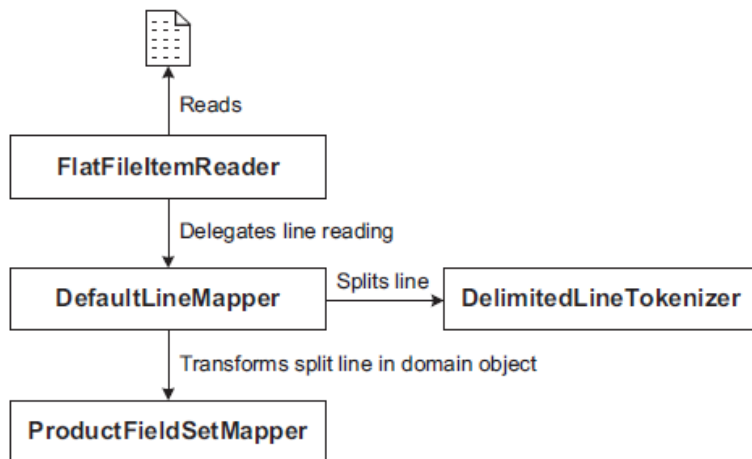 Reads
FlatFileItemReader
Delegates line reading
DefaultLineMapper
Splits line
DelimitedLineTokenizer
Transforms split line in domain object
ProductFieldSetMapper